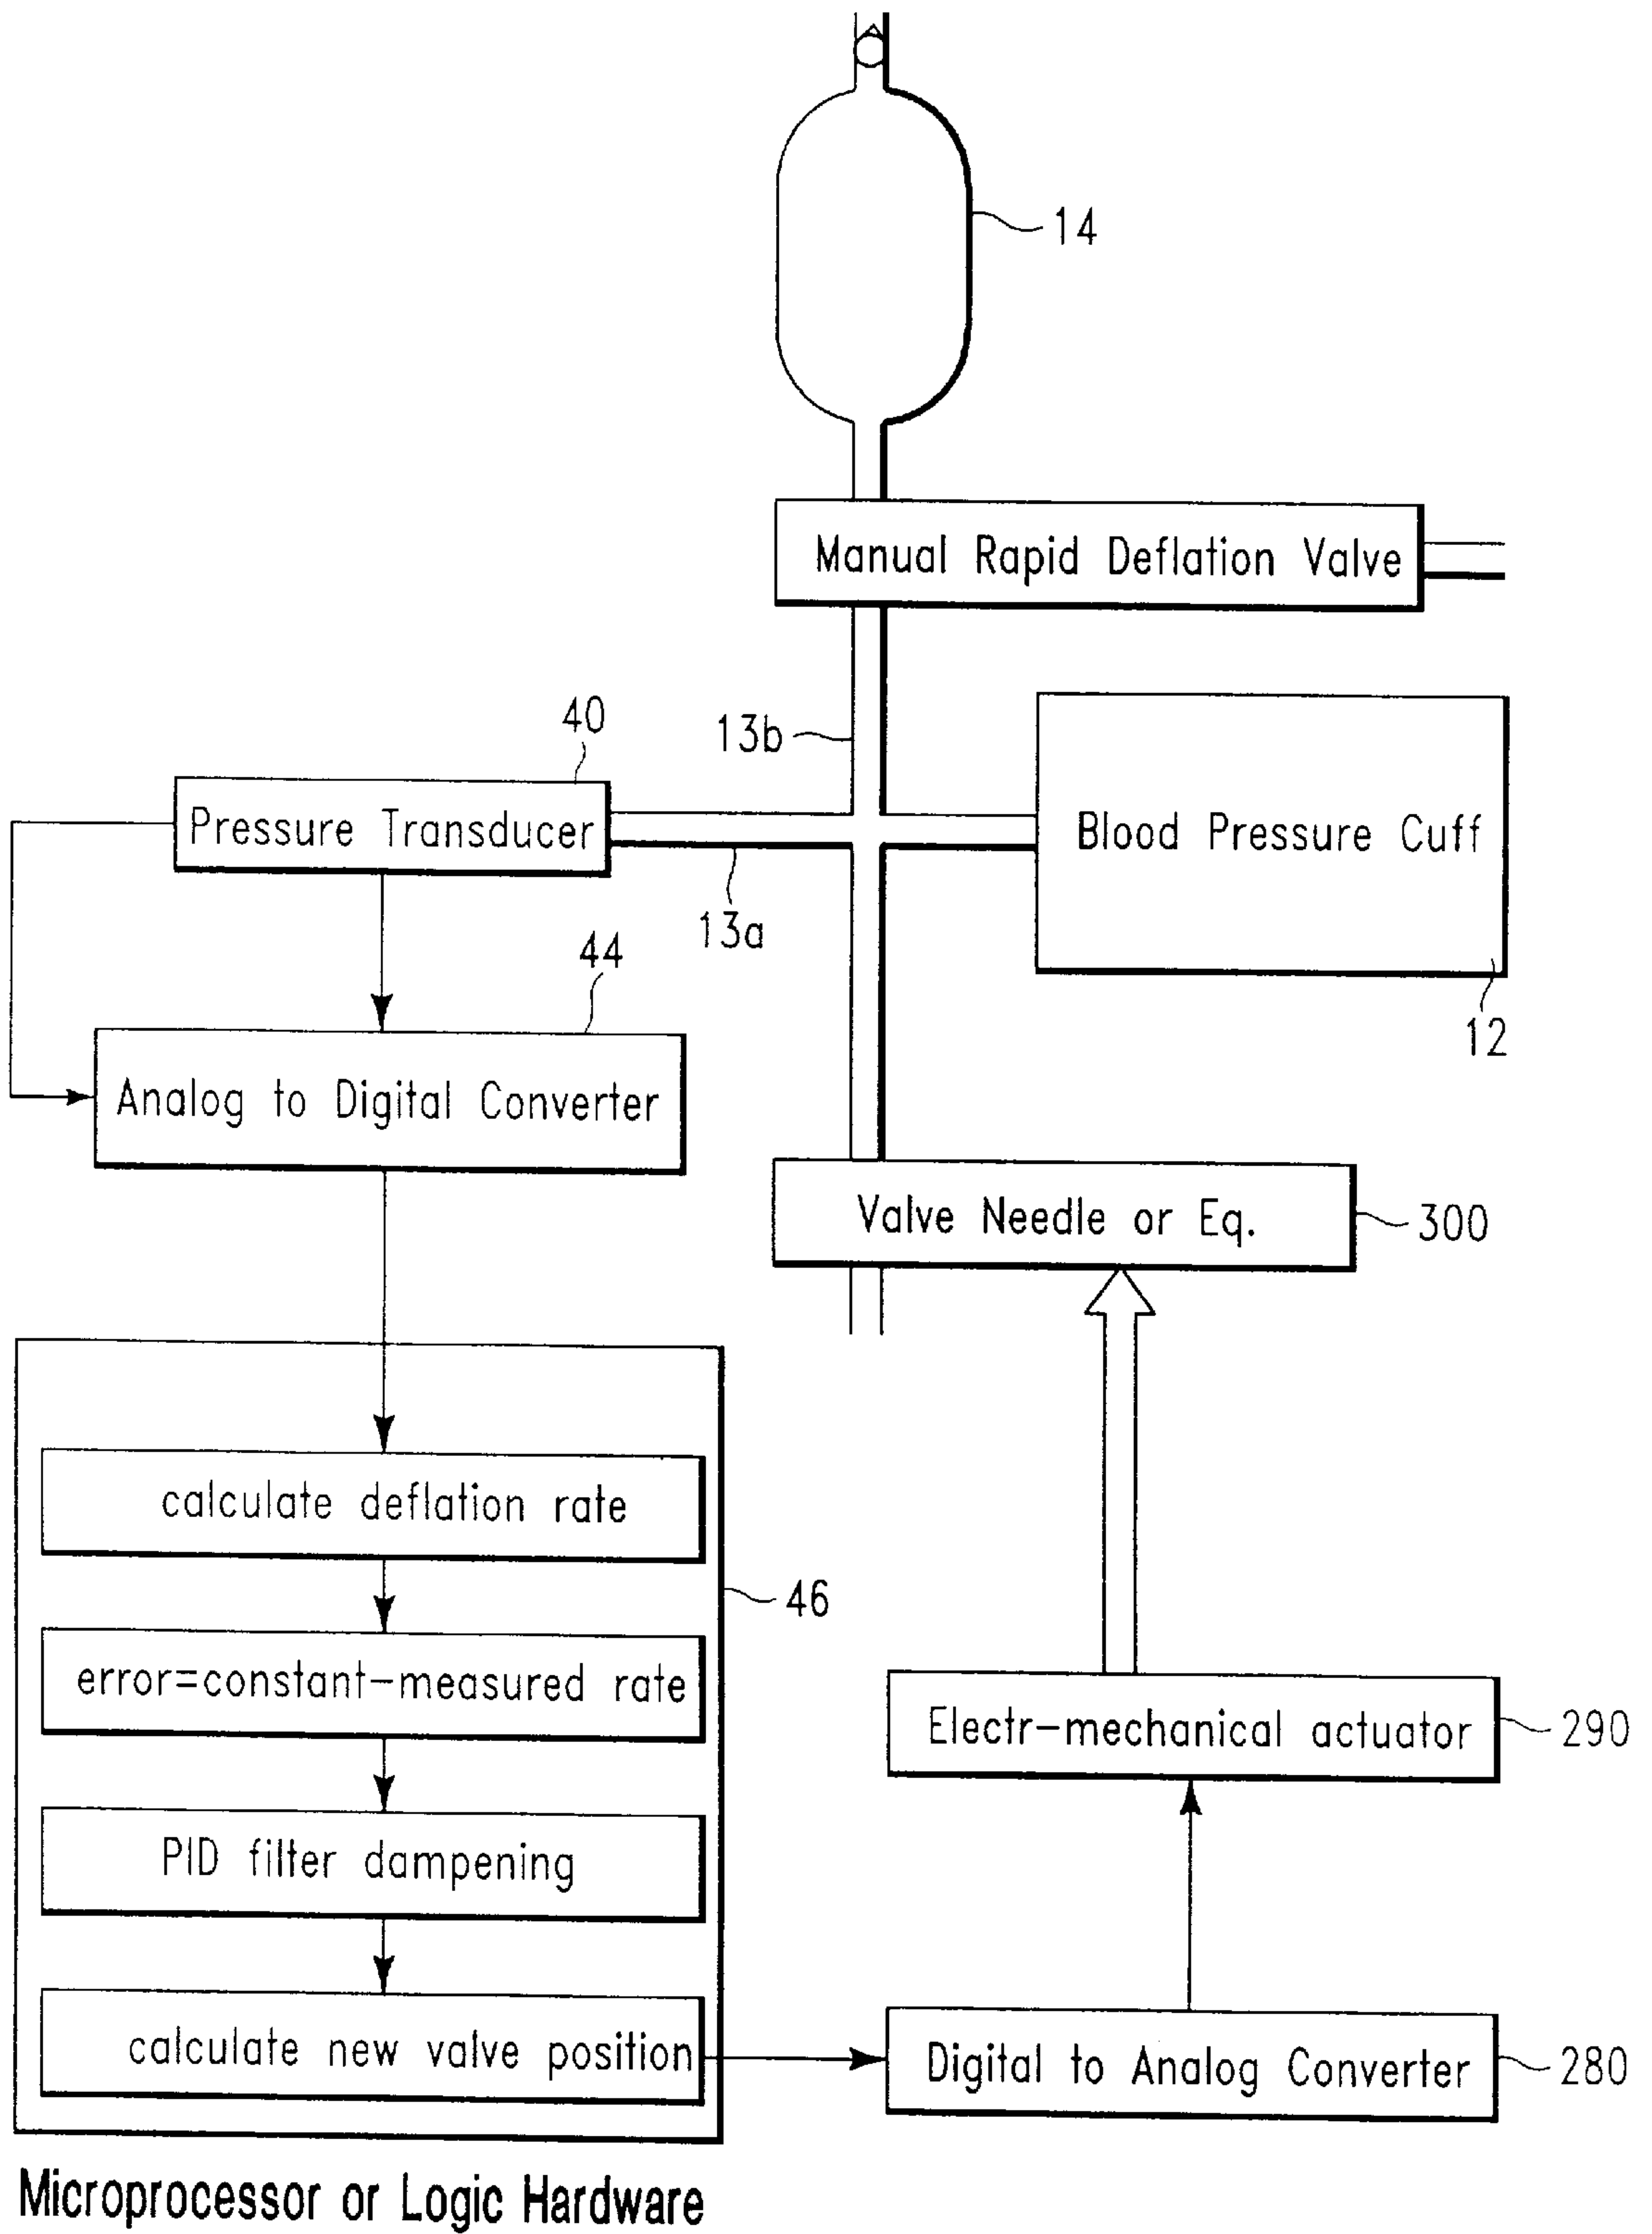 14
Manual Rapid Deflation Valve
40
13b
Pressure Transducer
Blood Pressure Cuff
13a
44
12
Analog to Digital Converter
Valve Needle or Eq.
300
calculate deflation rate
46
error=constant-measured rate
Electr-mechanical actuator
290
PID filter dampening
calculate new valve position
Digital to Analog Converter
280
Microprocessor or Logic Hardware